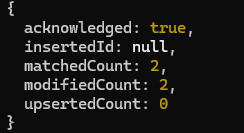 {
  acknowledged: true,
  insertedId: null,
  matchedCount: 2,
  modifiedCount: 2,
  upsertedCount: 0
}